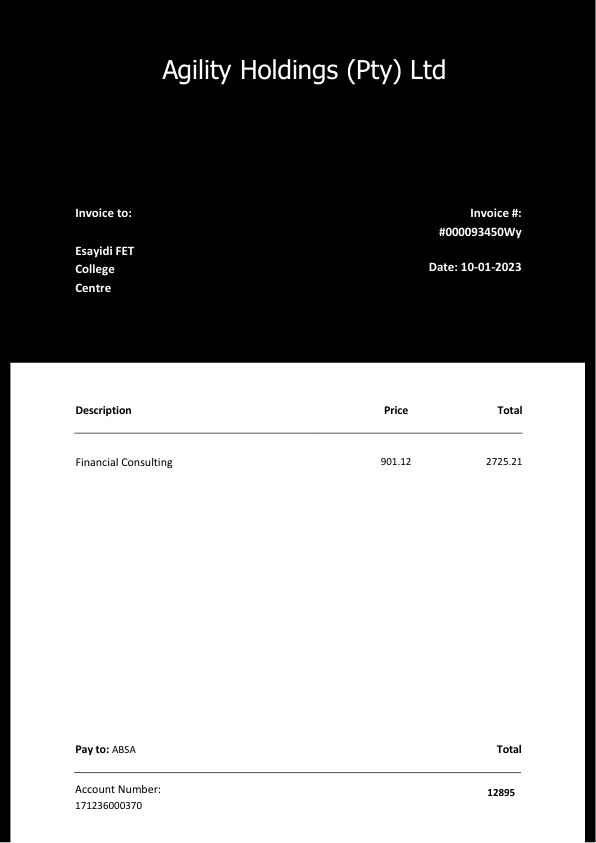 Agility Holdings (Pty) Ltd
Invoice to:
Invoice #:
#000093450Wy
Esayidi FET
College
Centre
Date: 10-01-2023
Description Price Total
Financial Consulting 901.12 2725.21
Pay to: ABSA Total
Account Number:
171236000370
12895